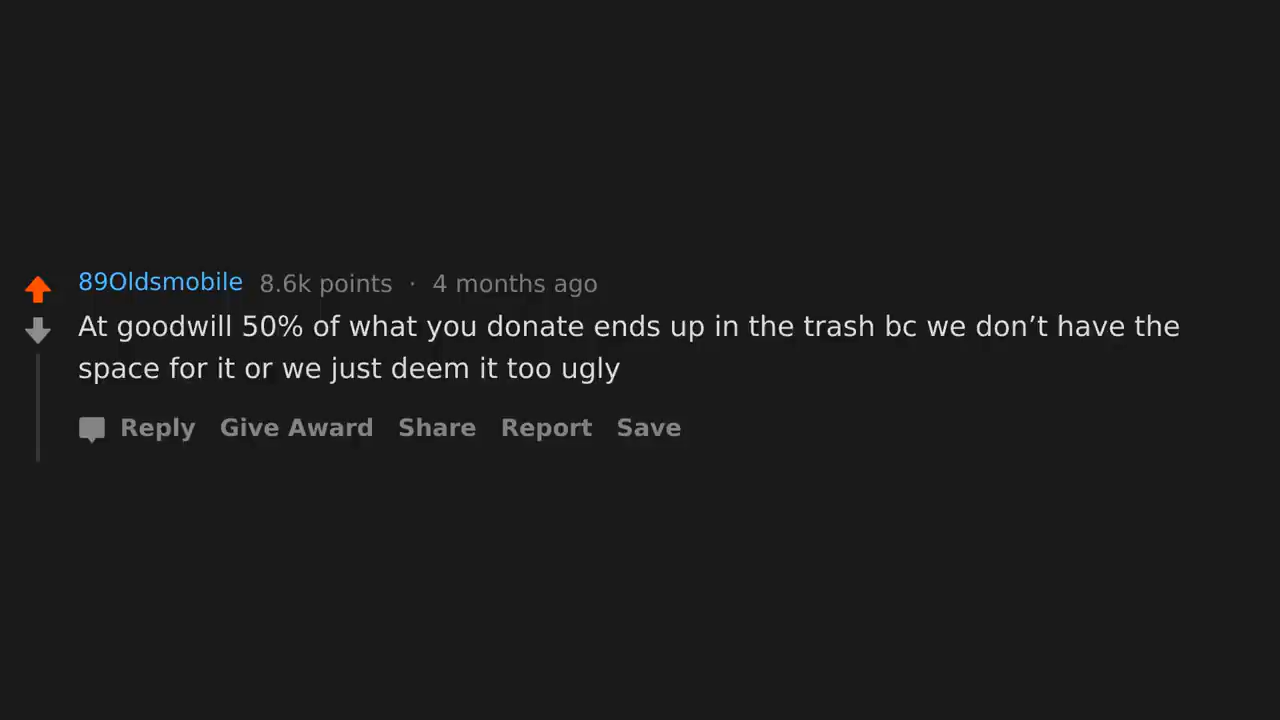 89Oldsmobile 8.6k points · 4 months ago
At goodwill 50% of what you donate ends up in the trash bc we don’t have the
space for it or we just deem it too ugly
Reply Give Award Share Report Save